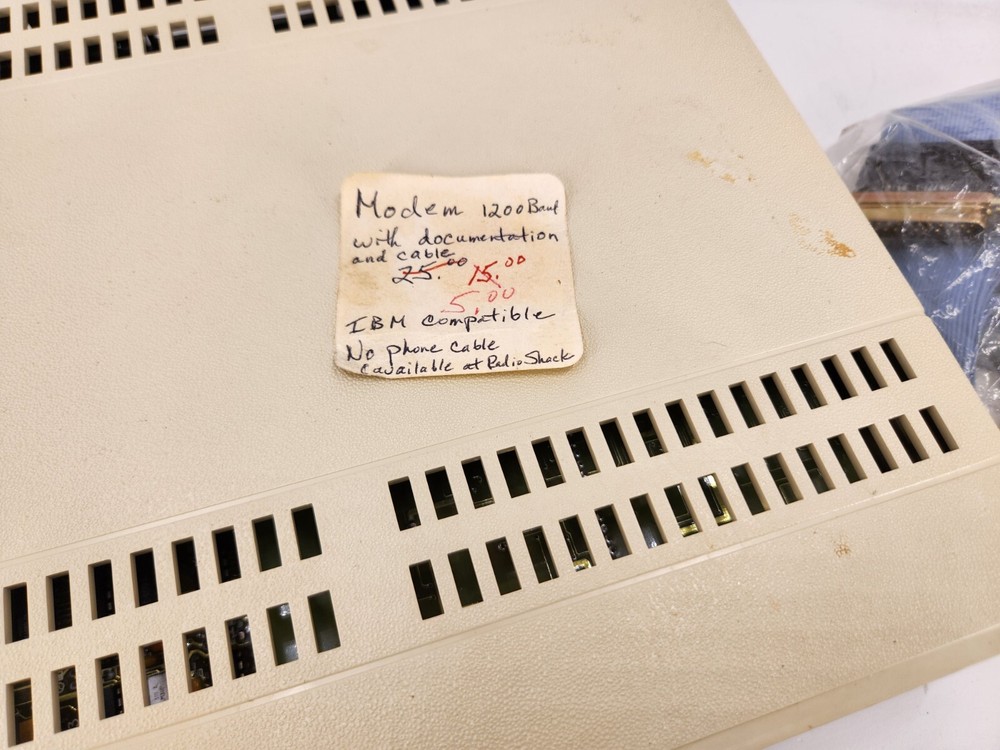 Modem 1200 Baud
with documentation
and cable
25.00 15.00
5.00
IBM compatible
No phone cable
available at Radio Shack